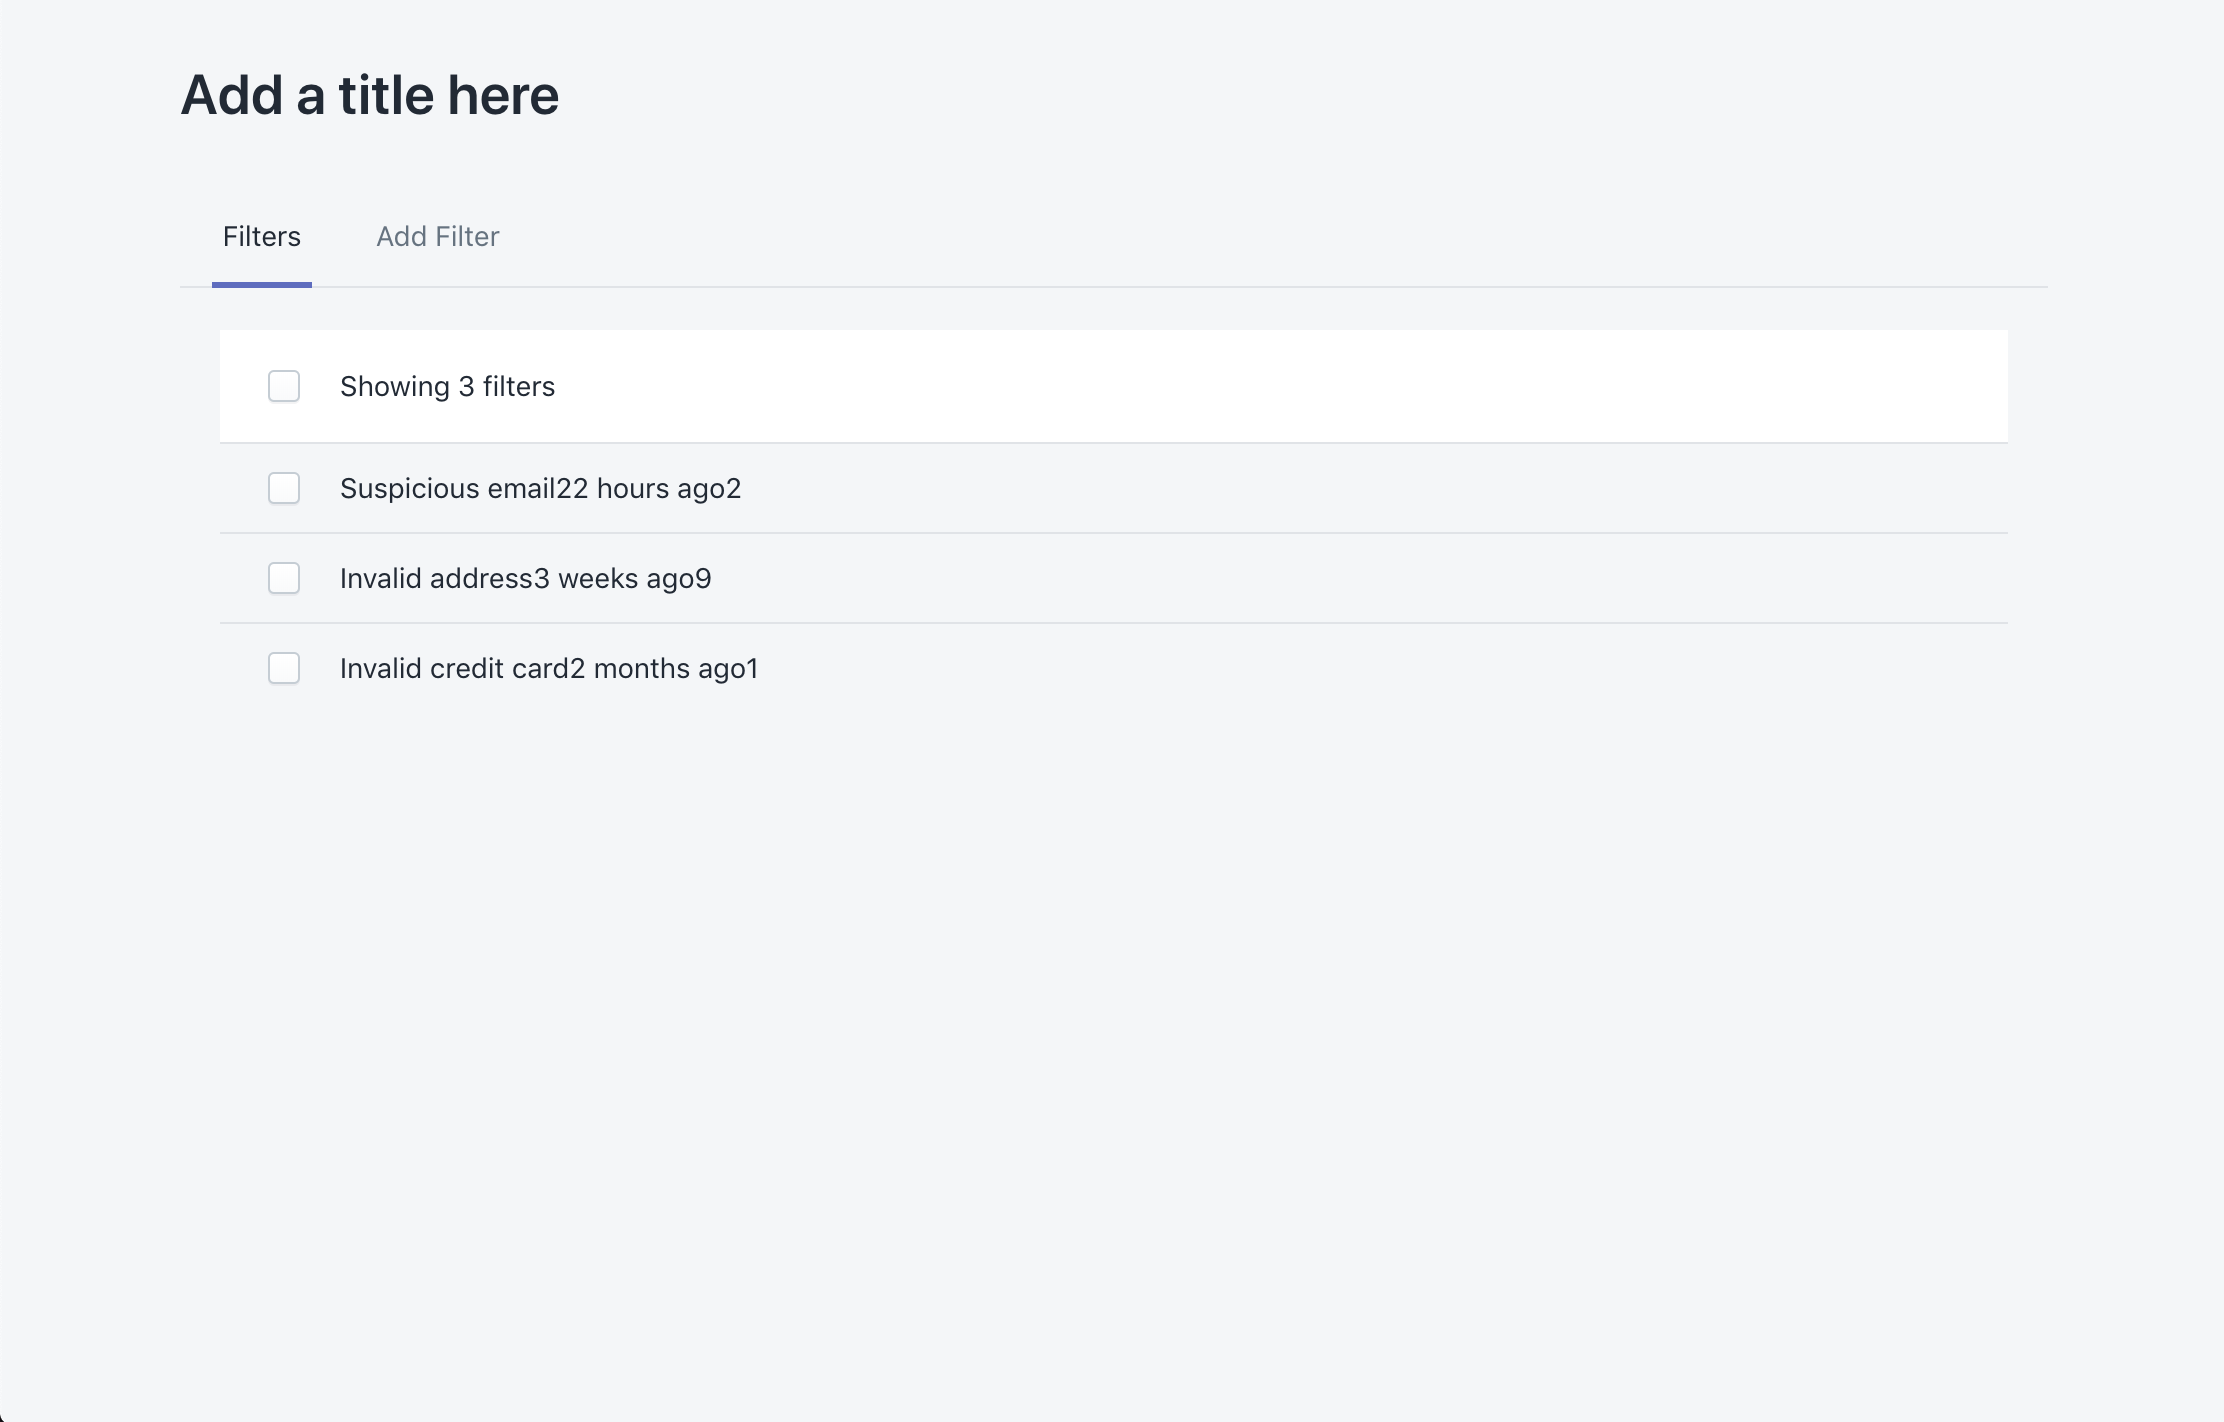 Add a title here
Filters Add Filter
Showing 3 filters
Suspicious email22 hours ago2
Invalid address3 weeks ago9
Invalid credit card2 months ago1